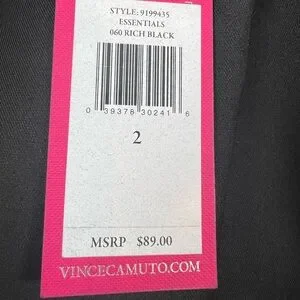 STYLE: 9199435
ESSENTIALS
060 RICH BLACK
0 39378 30241 6
2
MSRP $89.00
VINCECAMUTO.COM